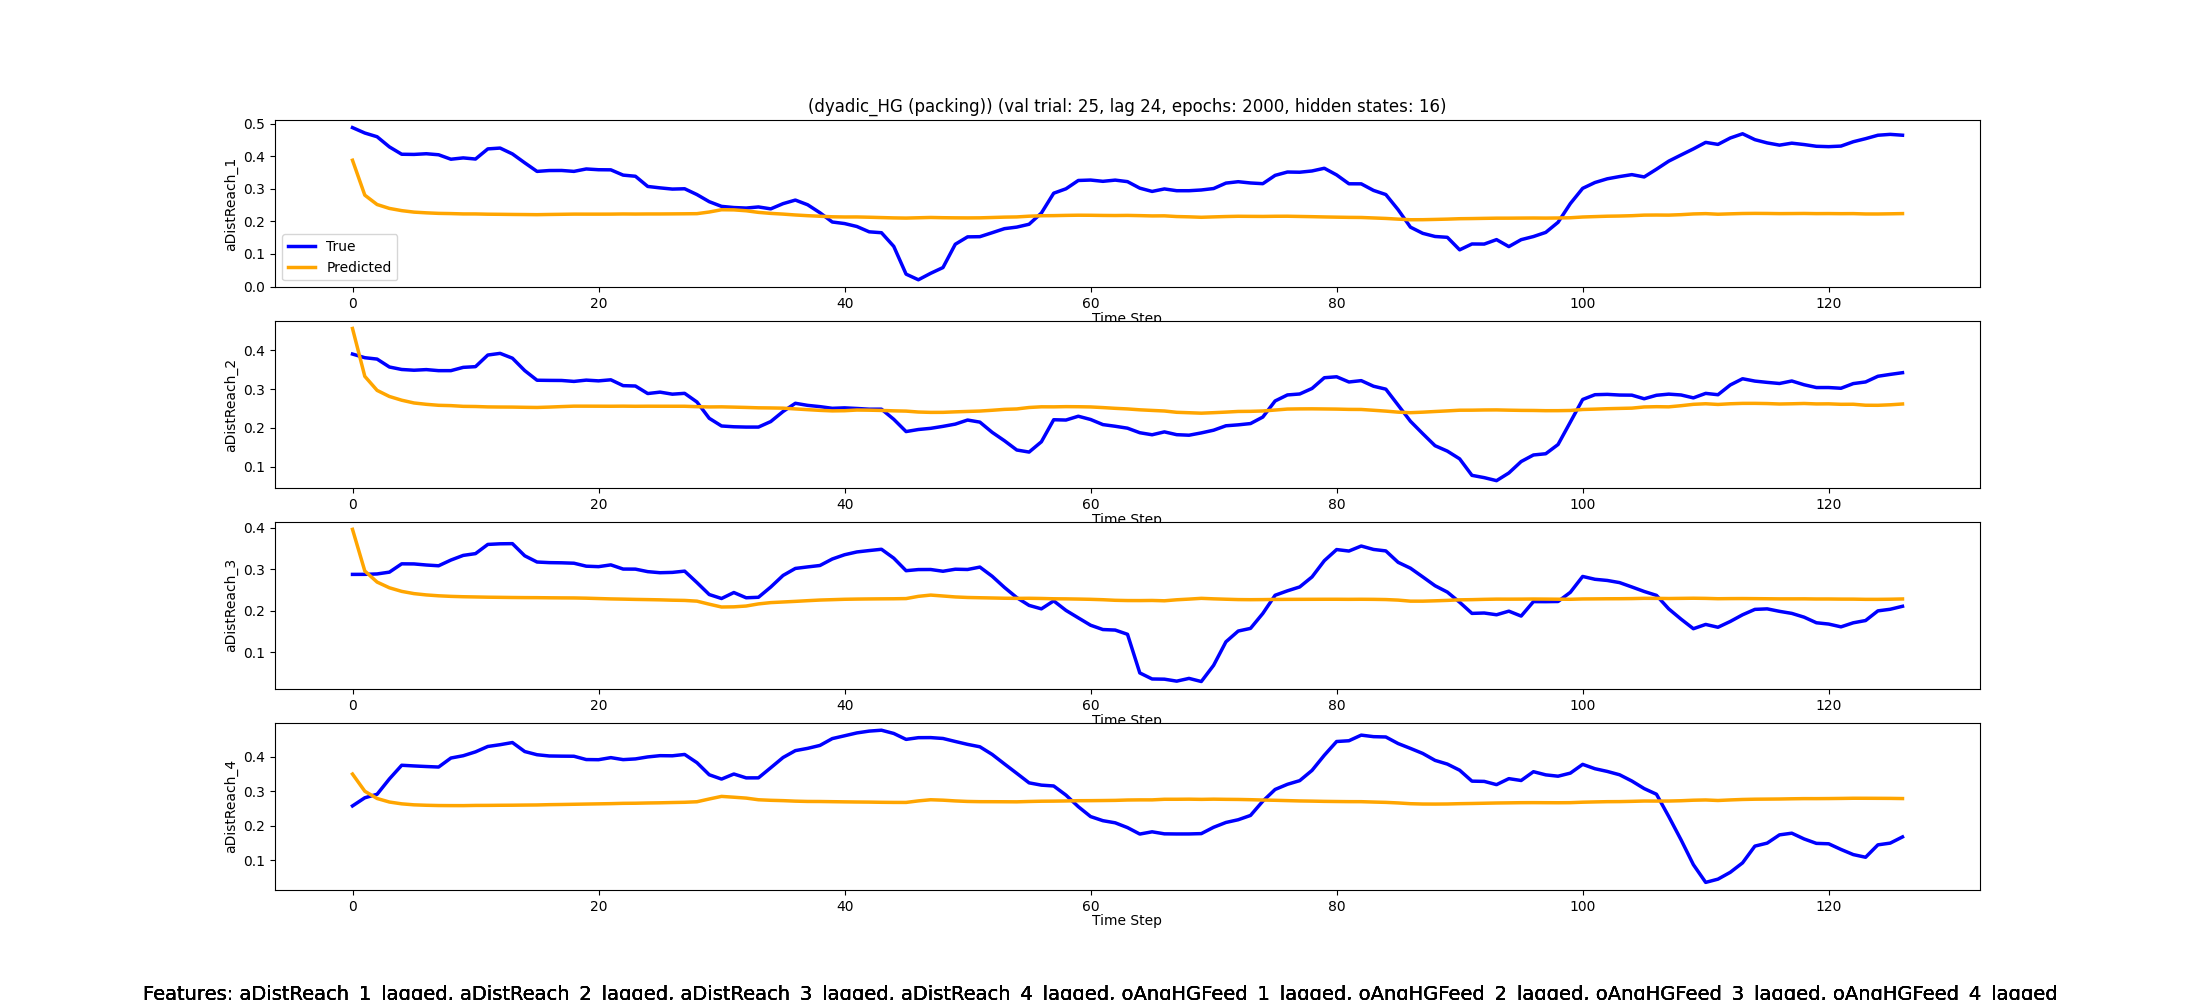 (dyadic_HG (packing)) (val trial: 25, lag 24, epochs: 2000, hidden states: 16)
0.5
0.4
0.3
0.2
0.1
0.0
aDistReach_1
True
Predicted
0 20 40 60 80 100 120
Time Step
0.4
0.3
0.2
0.1
aDistReach_2
0 20 40 60 80 100 120
Time Step
0.4
0.3
0.2
0.1
aDistReach_3
0 20 40 60 80 100 120
Time Step
0.4
0.3
0.2
0.1
aDistReach_4
0 20 40 60 80 100 120
Time Step
Features: aDistReach_1_lagged, aDistReach_2_lagged, aDistReach_3_lagged, aDistReach_4_lagged, oAngHGFeed_1_lagged, oAngHGFeed_2_lagged, oAngHGFeed_3_lagged, oAngHGFeed_4_lagged